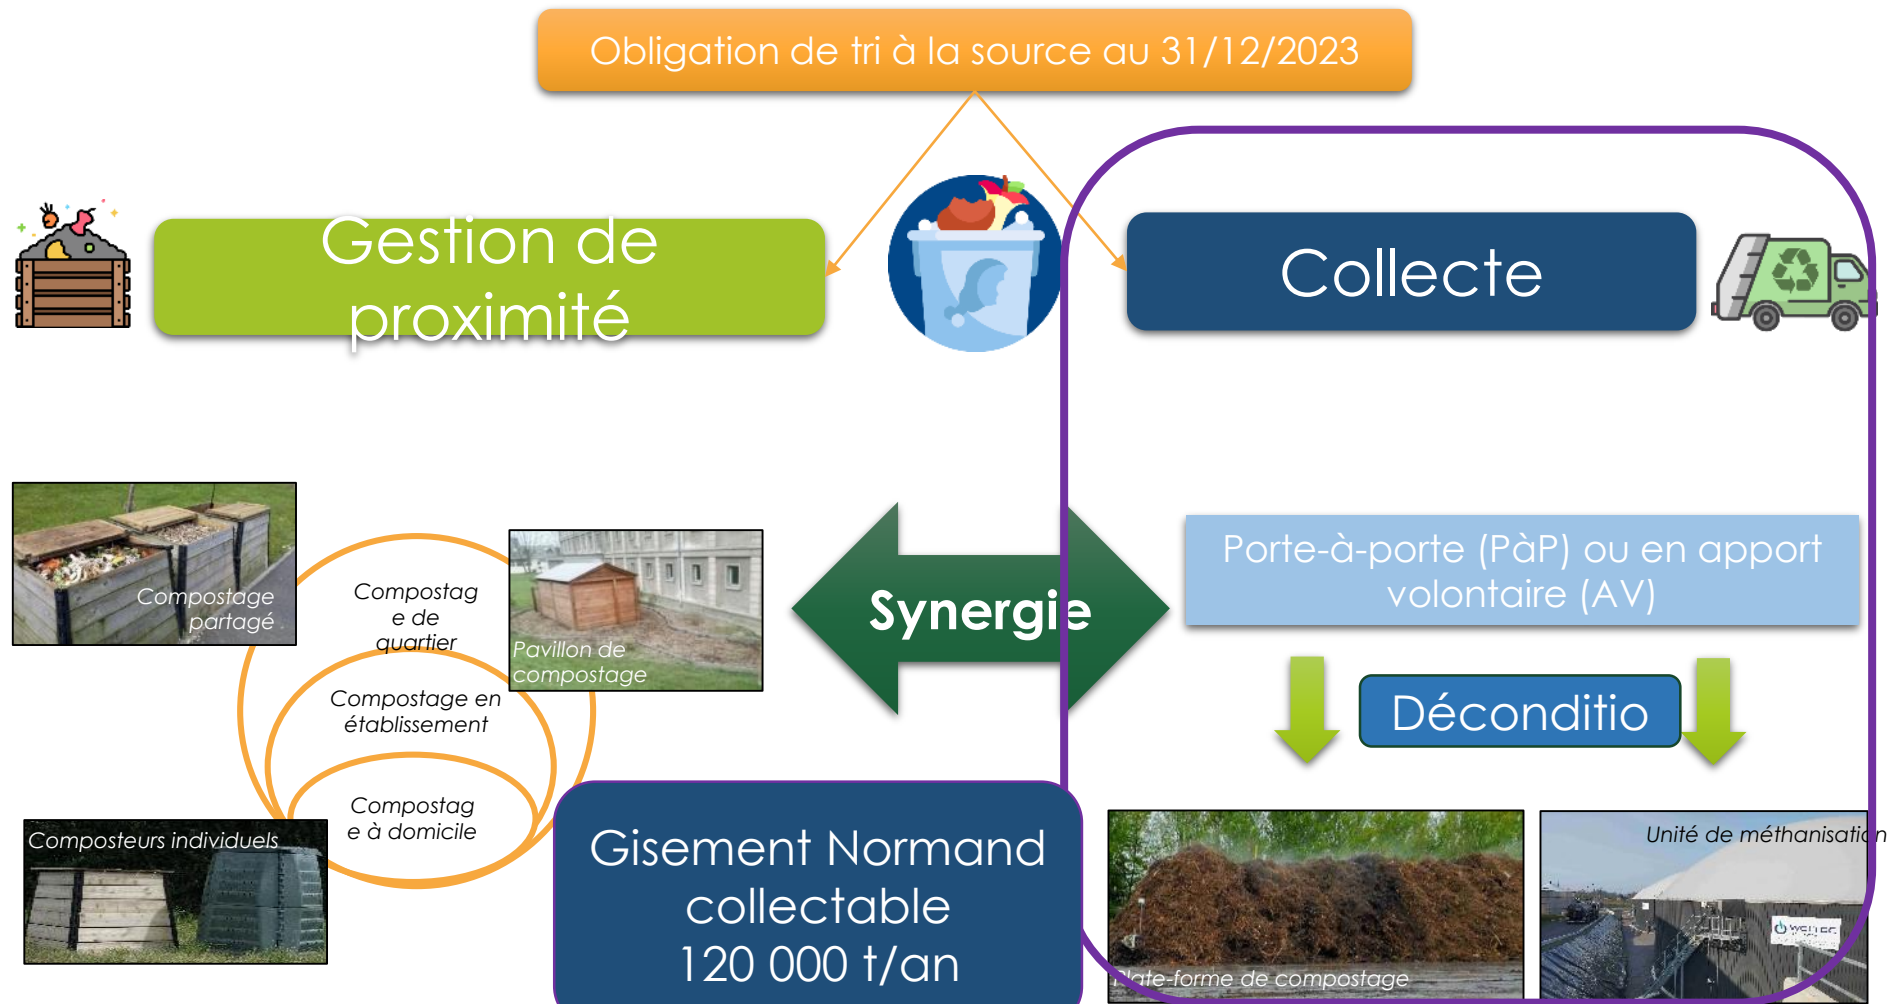 Obligation de tri à la source au 31/12/2023
Gestion de
proximité
Collecte
Compostage
partagé
Compostag
e de
quartier
Pavillon de
compostage
Synergie
Porte-à-porte (PàP) ou en apport
volontaire (AV)
Compostage en
établissement
Déconditio
Compostag
e à domicile
Composteurs individuels
Gisement Normand
collectable
120 000 t/an
Plate-forme de compostage
Unité de méthanisation